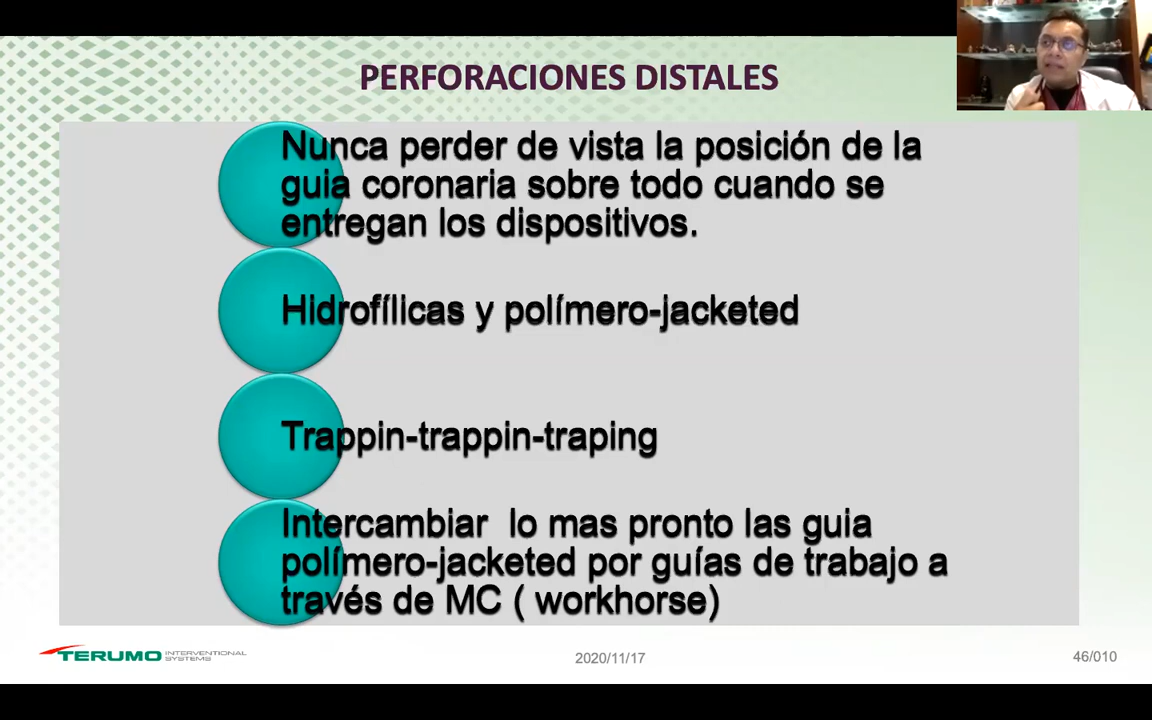 PERFORACIONES DISTALES
Nunca perder de vista la posición de la
guia coronaria sobre todo cuando se
entregan los dispositivos.
Hidrofílicas y polímero-jacketed
Trappin-trappin-traping
Intercambiar lo mas pronto las guia
polímero-jacketed por guías de trabajo a
través de MC ( workhorse)
TERUMO INTERVENTIONAL
SYSTEMS
2020/11/17
46/010